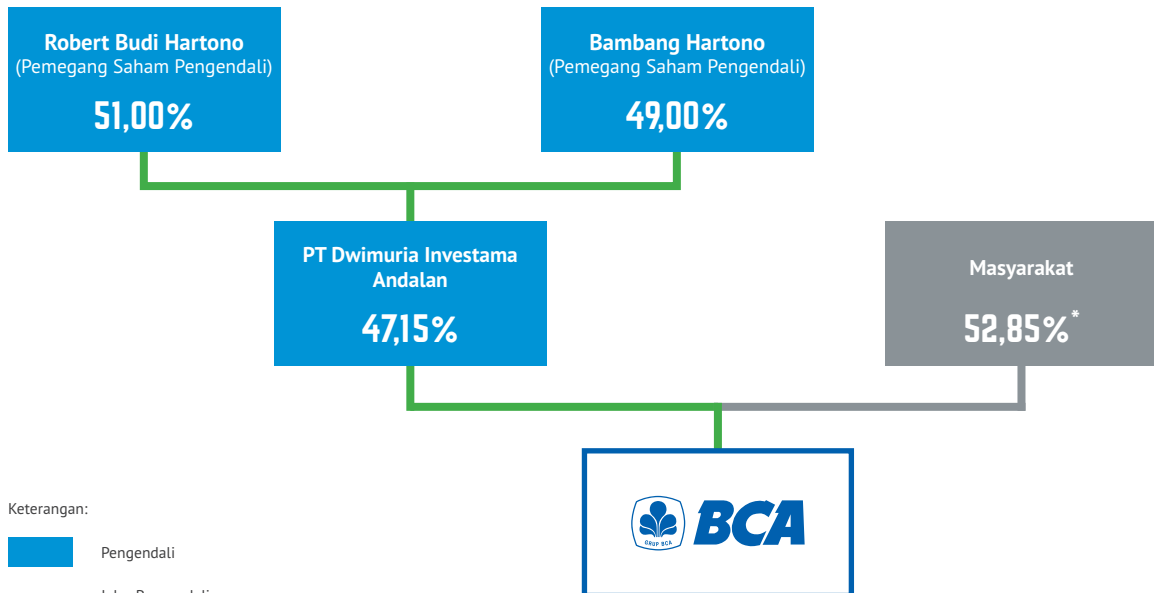 Robert Budi Hartono
(Pemegang Saham Pengendali)
51,00%
Bambang Hartono
(Pemegang Saham Pengendali)
49,00%
PT Dwimuria Investama
Andalan
47,15%
Masyarakat
52,85%*
GRUP BCA
BCA
Keterangan:
Pengendali